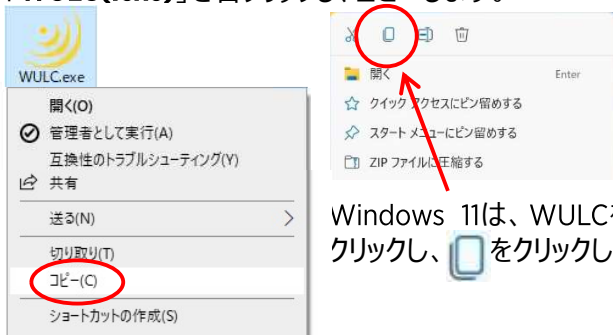 WULC.exe
開く(O)
管理者として実行(A)
互換性のトラブルシューティング(Y)
共有
送る(N)
切り取り(T)
コピー(C)
ショートカットの作成(S)
開く Enter
クイック アクセスにピン留めする
スタート メニューにピン留めする
ZIP ファイルに圧縮する
Windows 11は、WULCを
クリックし、をクリックし